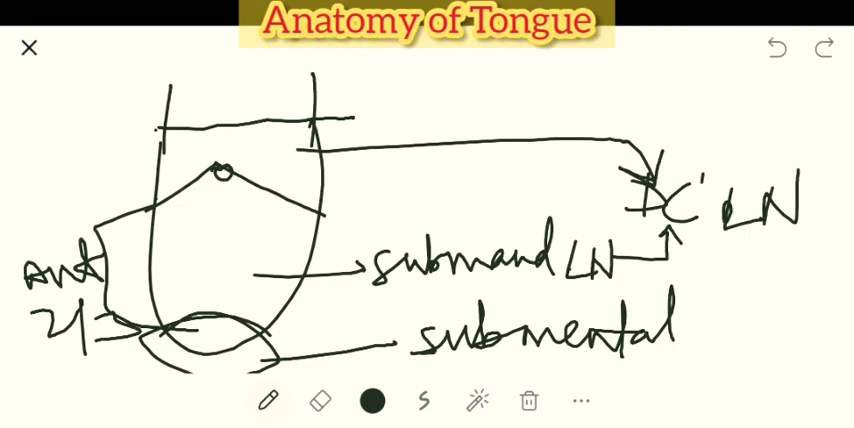 Anatomy of Tongue
DC LN
submand LN
Ant
2/3
submental